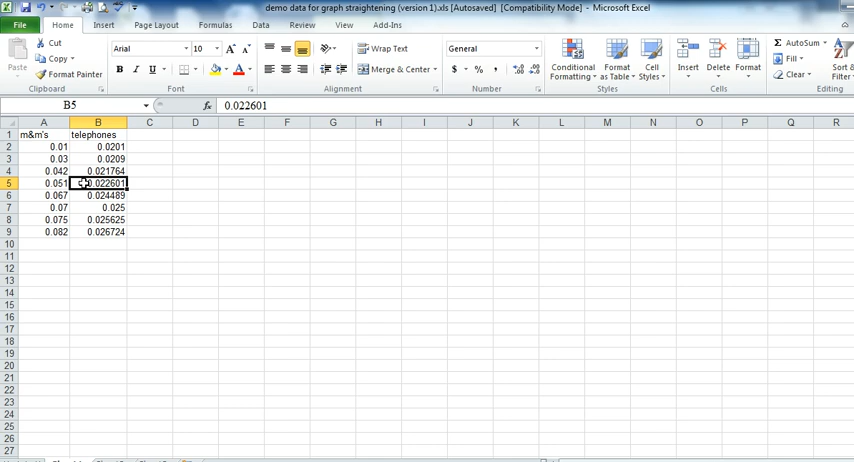 demo data for graph straightening (version 1).xls [Autosaved] [Compatibility Mode] - Microsoft Excel
File Home Insert Page Layout Formulas Data Review View Add-Ins
Cut
Copy
Format Painter
Paste
Clipboard
Arial 10
B I U
Font
Wrap Text
Merge & Center
Alignment
General
$ % ,
Number
Conditional Formatting
Format as Table
Cell Styles
Styles
Insert Delete Format
Cells
AutoSum
Fill
Clear
Sort &
Filter
Editing
B5 fx 0.022601
A B C D E F G H I J K L M N O P Q R
1 m&m's telephones
2 0.01 0.0201
3 0.03 0.0209
4 0.042 0.021764
5 0.051 0.022601
6 0.067 0.024489
7 0.07 0.025
8 0.075 0.025625
9 0.082 0.026724
10
11
12
13
14
15
16
17
18
19
20
21
22
23
24
25
26
27